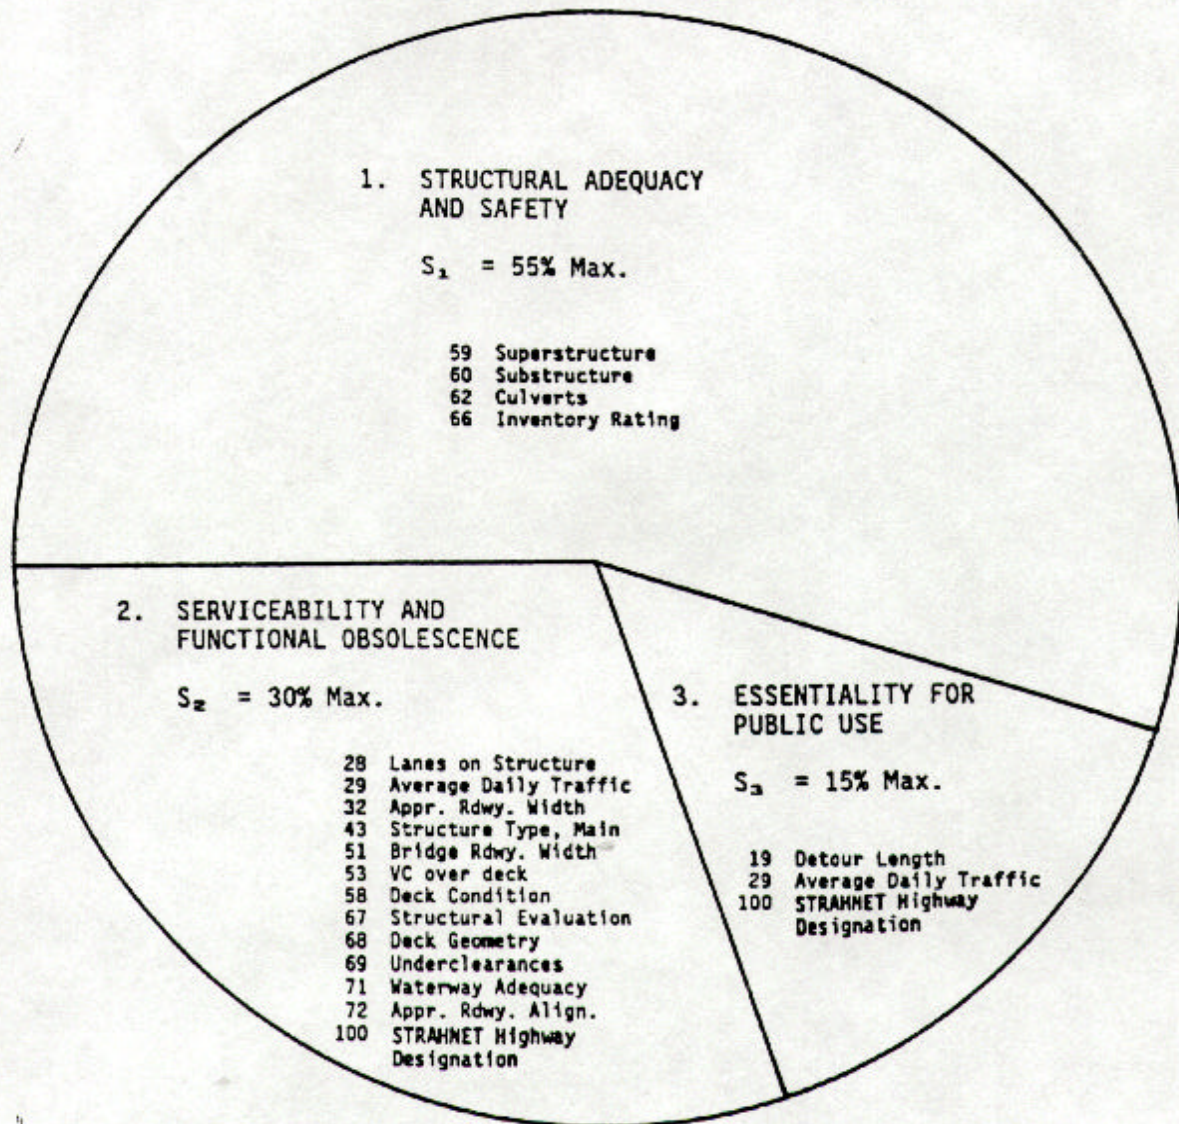 1. STRUCTURAL ADEQUACY
AND SAFETY
S₁ = 55% Max.
59 Superstructure
60 Substructure
62 Culverts
66 Inventory Rating
2. SERVICEABILITY AND
FUNCTIONAL OBSOLESCENCE
S₂ = 30% Max.
28 Lanes on Structure
29 Average Daily Traffic
32 Appr. Rdwy. Width
43 Structure Type, Main
51 Bridge Rdwy. Width
53 VC over deck
58 Deck Condition
67 Structural Evaluation
68 Deck Geometry
69 Underclearances
71 Waterway Adequacy
72 Appr. Rdwy. Align.
100 STRAHNET Highway
Designation
3. ESSENTIALITY FOR
PUBLIC USE
S₃ = 15% Max.
19 Detour Length
29 Average Daily Traffic
100 STRAHNET Highway
Designation